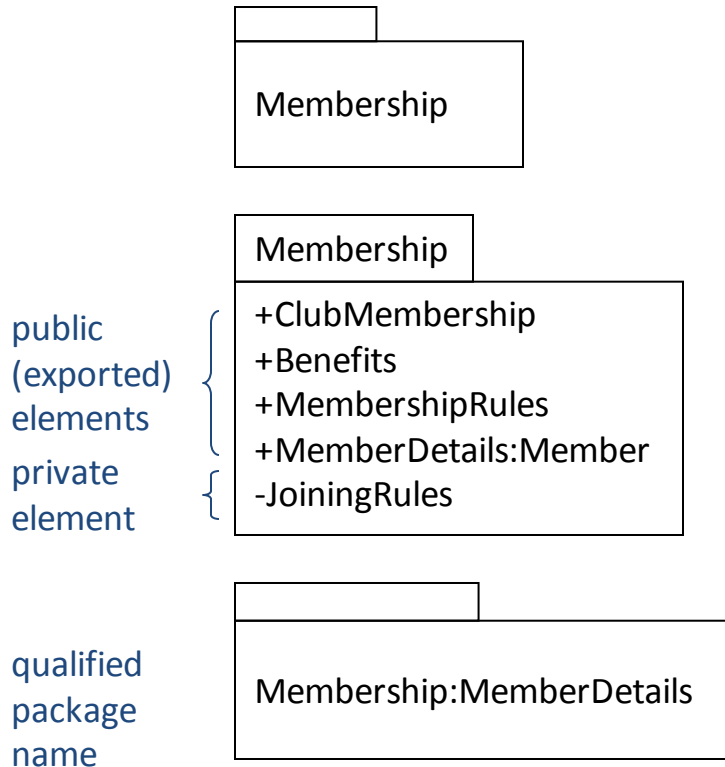 Membership
Membership
public
(exported)
elements
+ClubMembership
+Benefits
+MembershipRules
+MemberDetails:Member
private
element
-JoiningRules
qualified
package
name
Membership:MemberDetails